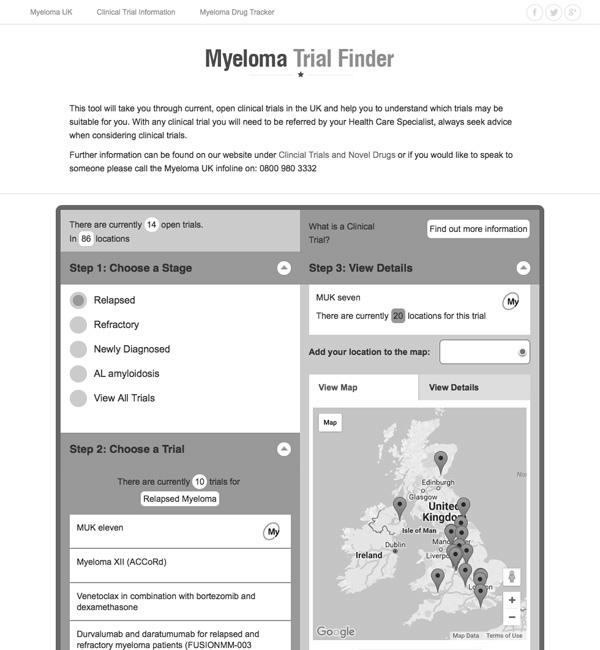 Myeloma UK
Clinical Trial Information
Myeloma Drug Tracker
Myeloma Trial Finder
This tool will take you through current, open clinical trials in the UK and help you to understand which trials may be
suitable for you. With any clinical trial you will need to be referred by your Health Care Specialist, always seek advice
when considering clinical trials.
Further information can be found on our website under Clincial Trials and Novel Drugs or if you would like to speak to
someone please call the Myeloma UK infoline on: 0800 980 3332
There are currently 14 open trials.
In 86 locations
What is a Clinical
Trial?
Find out more information
Step 1: Choose a Stage
Relapsed
Refractory
Newly Diagnosed
AL amyloidosis
View All Trials
Step 2: Choose a Trial
There are currently 10 trials for
Relapsed Myeloma
MUK eleven
My
Myeloma XII (ACCoRd)
Venetoclax in combination with bortezomib and
dexamethasone
Durvalumab and daratumumab for relapsed and
refractory myeloma patients (FUSIONMM-003
Step 3: View Details
MUK seven
My
There are currently 20 locations for this trial
Add your location to the map:
View Map
View Details
Map
Edinburgh
Glasgow
United
Kingdom
Isle of Man
Dublin
Ireland
Google
Map Data
Terms of Use